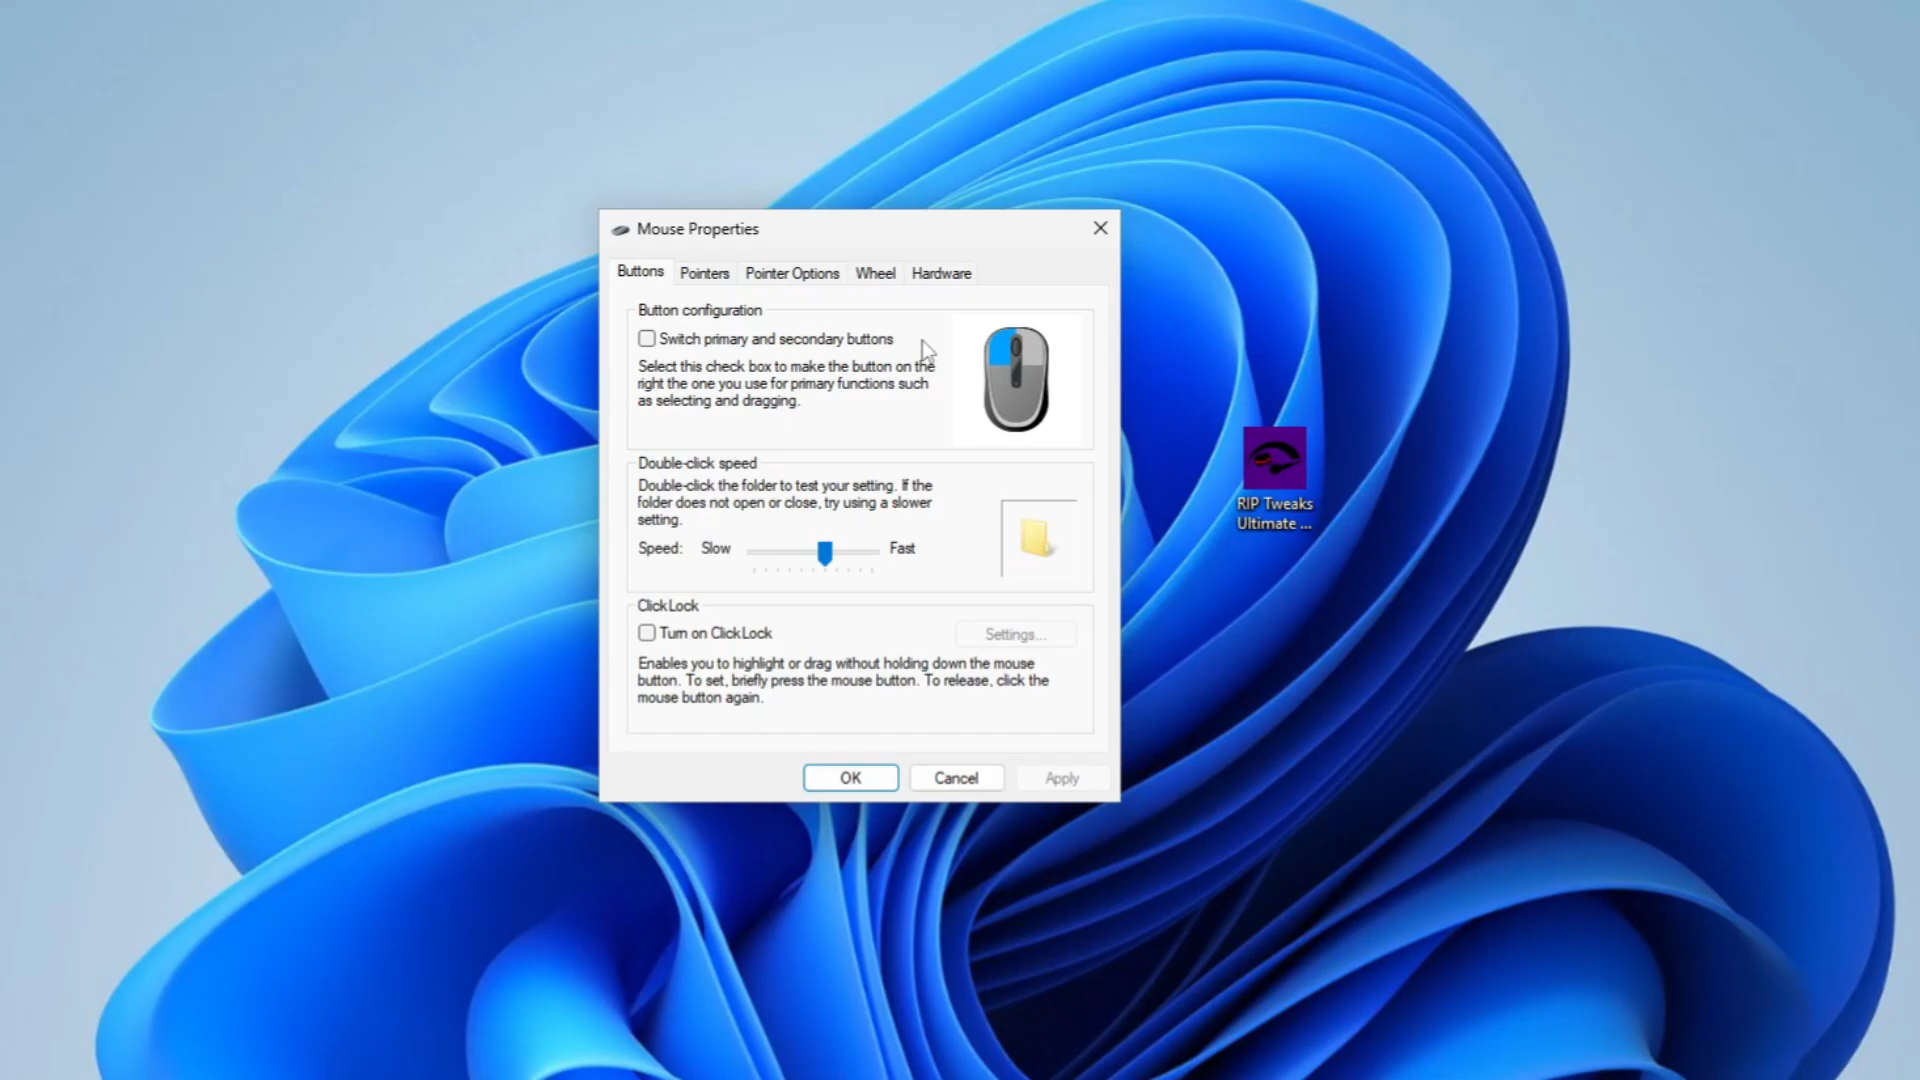 Mouse Properties
Buttons
Pointers
Pointer Options
Wheel
Hardware
Button configuration
Switch primary and secondary buttons
Select this check box to make the button on the
right the one you use for primary functions such
as selecting and dragging.
Double-click speed
Double-click the folder to test your setting. If the
folder does not open or close, try using a slower
setting.
Speed: Slow Fast
ClickLock
Turn on ClickLock
Settings...
Enables you to highlight or drag without holding down the mouse
button. To set, briefly press the mouse button. To release, click the
mouse button again.
OK
Cancel
Apply
RIP Tweaks
Ultimate ...